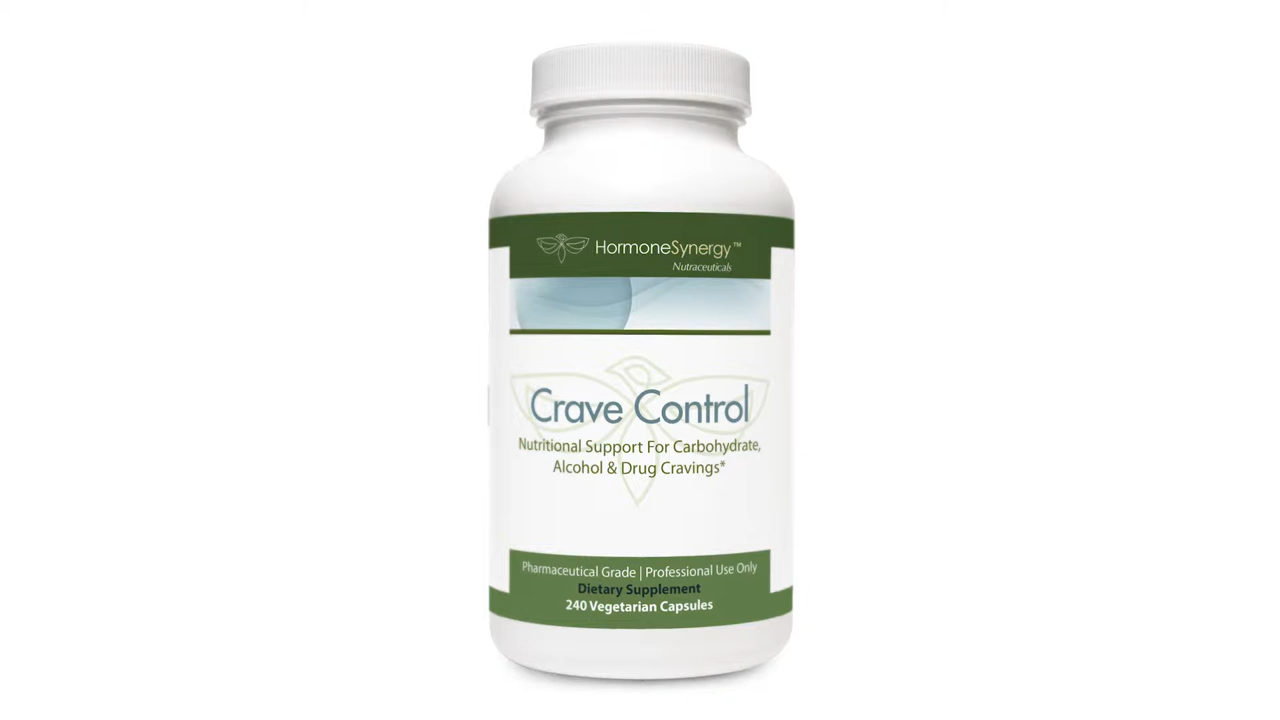 HormoneSynergy™
Nutraceuticals
Crave Control
Nutritional Support For Carbohydrate,
Alcohol & Drug Cravings*
Pharmaceutical Grade | Professional Use Only
Dietary Supplement
240 Vegetarian Capsules